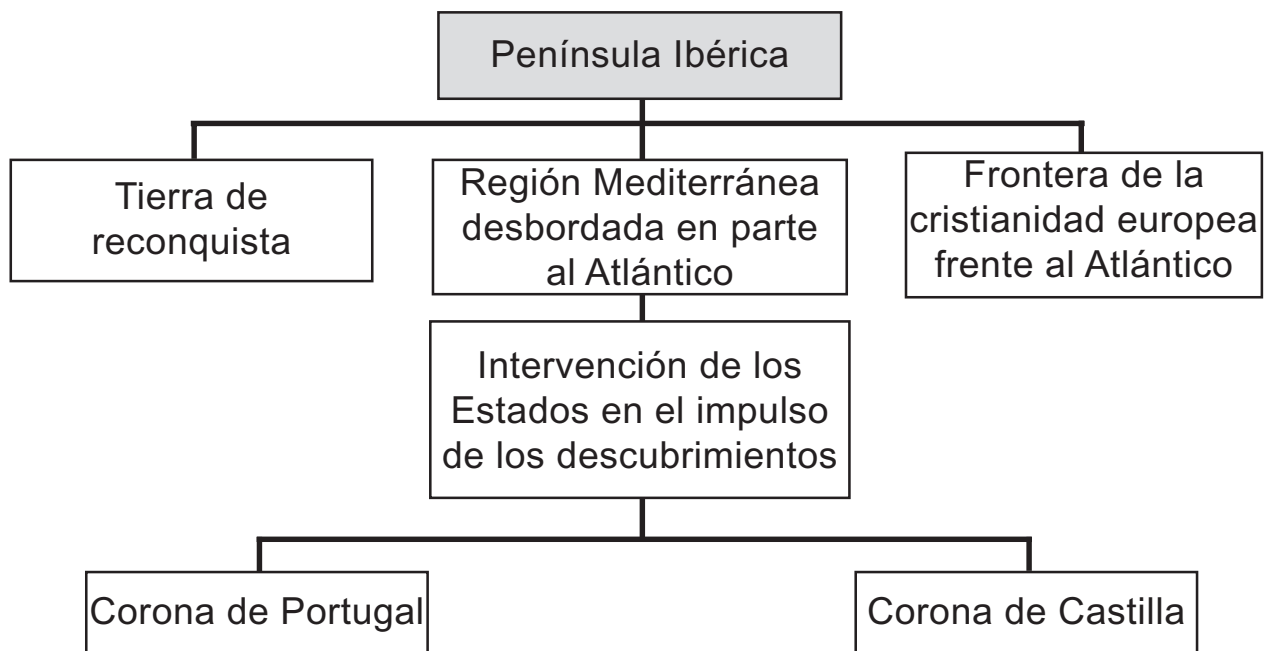 Península Ibérica
Tierra de
reconquista
Región Mediterránea
desbordada en parte
al Atlántico
Frontera de la
cristianidad europea
frente al Atlántico
Intervención de los
Estados en el impulso
de los descubrimientos
Corona de Portugal
Corona de Castilla